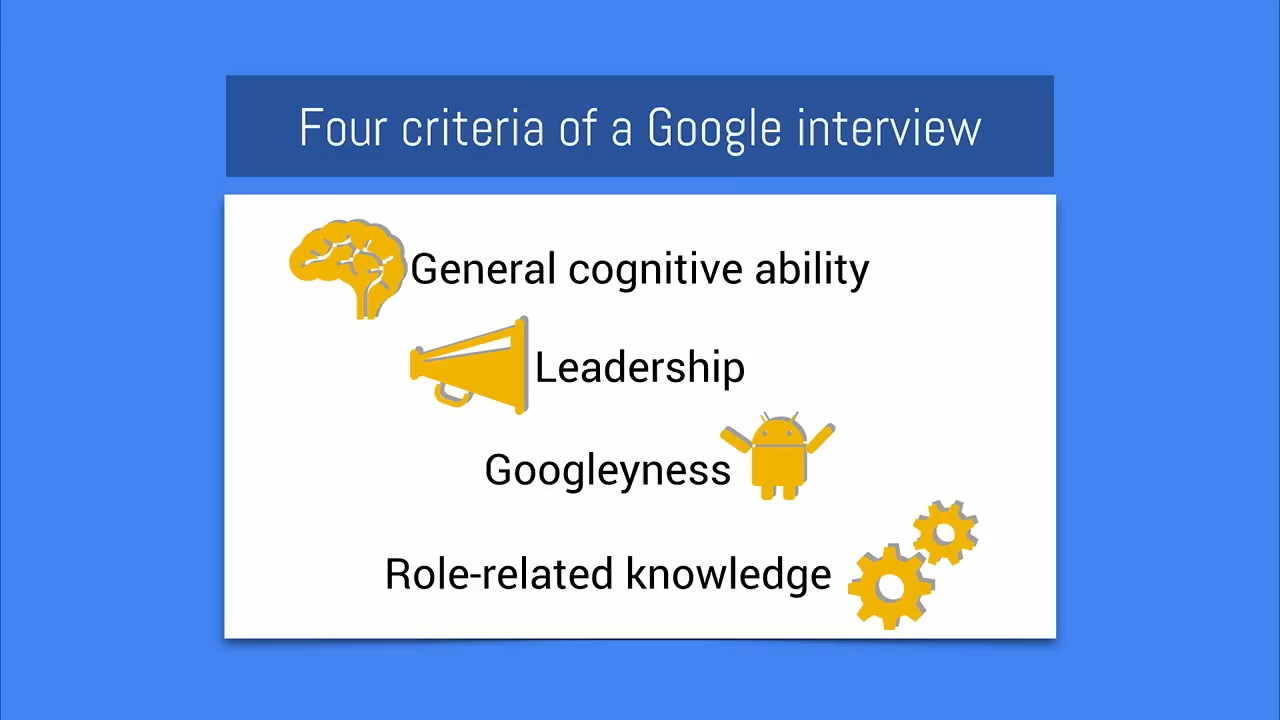 Four criteria of a Google interview
General cognitive ability
Leadership
Googleyness
Role-related knowledge